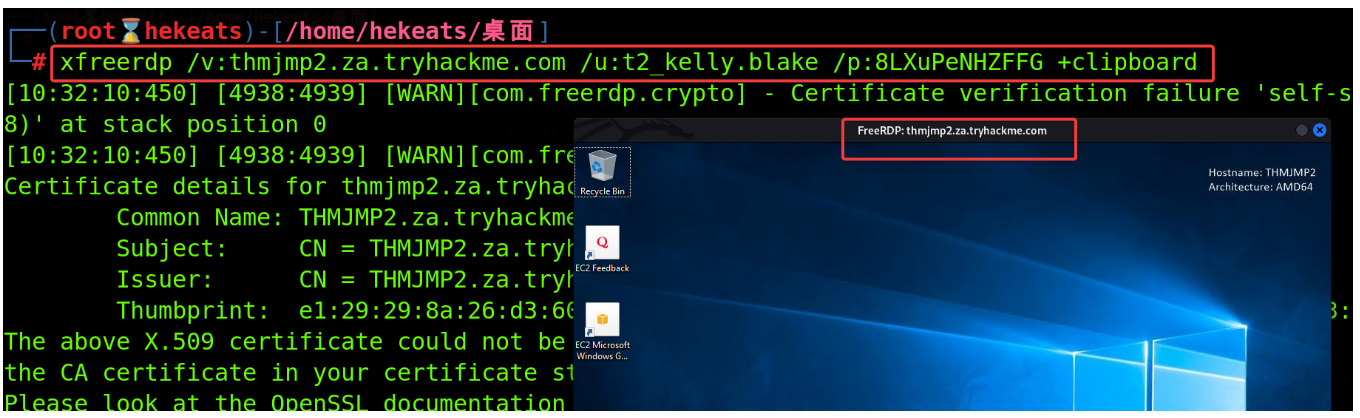 (root⌛hekeats)-[/home/hekeats/桌面]
# xfreerdp /v:thmjmp2.za.tryhackme.com /u:t2_kelly.blake /p:8LXuPeNHZFFG +clipboard
[10:32:10:450] [4938:4939] [WARN][com.freerdp.crypto] - Certificate verification failure 'self-s
8)' at stack position 0
[10:32:10:450] [4938:4939] [WARN][com.fre
Certificate details for thmjmp2.za.tryhac
Common Name: THMJMP2.za.tryhackme
Subject: CN = THMJMP2.za.tryh
Issuer: CN = THMJMP2.za.tryh
Thumbprint: e1:29:29:8a:26:d3:60
The above X.509 certificate could not be
the CA certificate in your certificate st
Please look at the OpenSSL documentation
FreeRDP: thmjmp2.za.tryhackme.com
Recycle Bin
Hostname: THMJMP2
Architecture: AMD64
EC2 Feedback
EC2 Microsoft
Windows G...